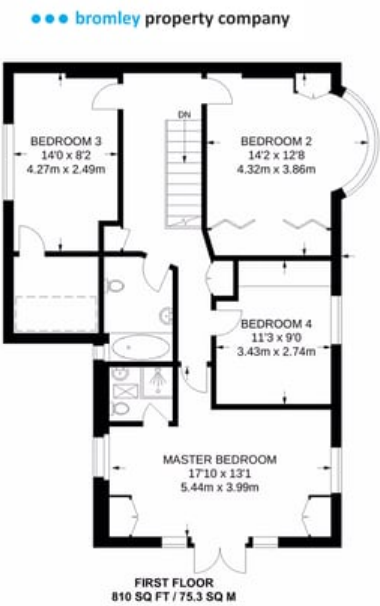 bromley property company
DN
BEDROOM 3
14'0 x 8'2
4.27m x 2.49m
BEDROOM 2
14'2 x 12'8
4.32m x 3.86m
BEDROOM 4
11'3 x 9'0
3.43m x 2.74m
MASTER BEDROOM
17'10 x 13'1
5.44m x 3.99m
FIRST FLOOR
810 SQ FT / 75.3 SQ M